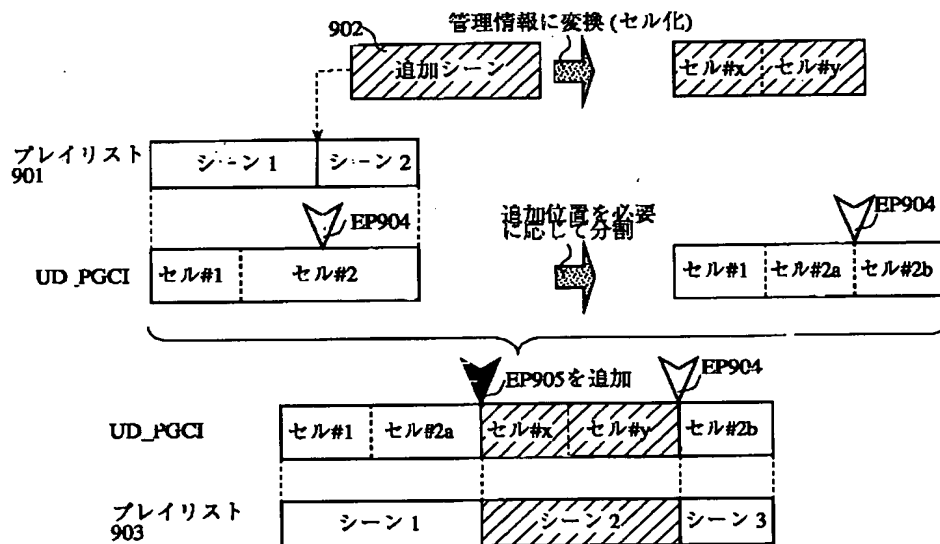 902
管理情報に変換 (セル化)
追加シーン
セル#x
セル#y
プレイリスト
901
シーン 1
シーン 2
EP904
追加位置を必要
に応じて分割
EP904
UD_PGCI
セル#1
セル#2
セル#1
セル#2a
セル#2b
EP905を追加
EP904
UD_PGCI
セル#1
セル#2a
セル#x
セル#y
セル#2b
プレイリスト
903
シーン 1
シーン 2
シーン 3